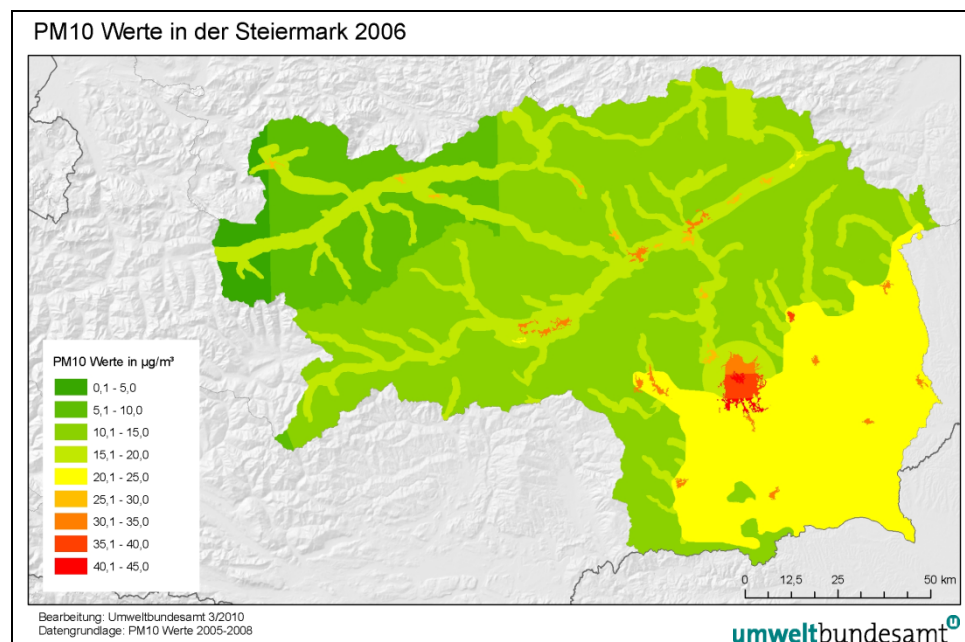 PM10 Werte in der Steiermark 2006
PM10 Werte in µg/m³
0,1 - 5,0
5,1 - 10,0
10,1 - 15,0
15,1 - 20,0
20,1 - 25,0
25,1 - 30,0
30,1 - 35,0
35,1 - 40,0
40,1 - 45,0
0 12,5 25 50 km
Bearbeitung: Umweltbundesamt 3/2010
Datengrundlage: PM10 Werte 2005-2008
umweltbundesamt u